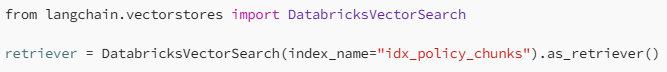 from langchain.vectorstores import DatabricksVectorSearch
retriever = DatabricksVectorSearch(index_name="idx_policy_chunks").as_retriever()